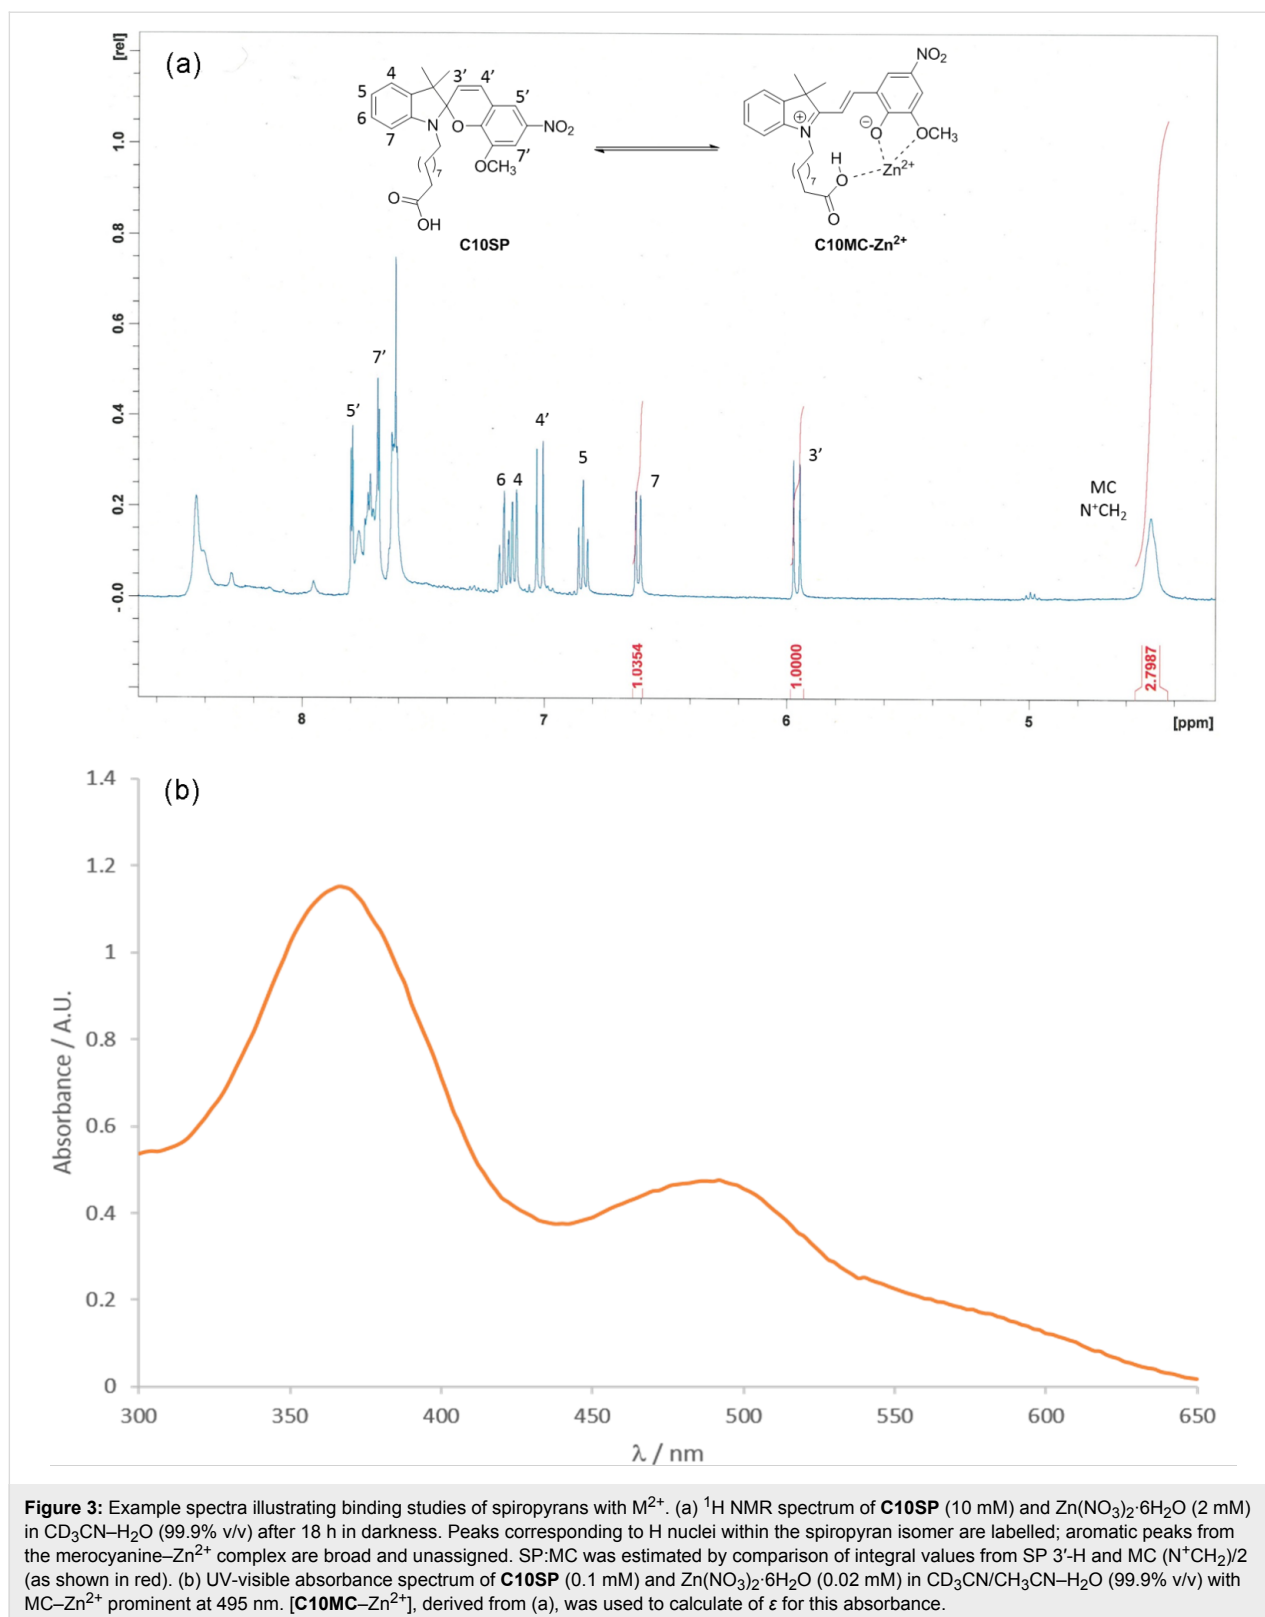 [rel]
(a)
4
3′
4′
5
5′
6
7
N
O
NO2
7′
OCH3
7
O
OH
C10SP
NO2
⊕
N
⊖
O
OCH3
H
O
Zn2+
7
O
C10MC-Zn2+
1.0
0.8
0.6
0.4
0.2
- 0.0
5′
7′
6 4
4′
5
7
3′
MC
N+CH2
1.0354
1.0000
2.7987
8
7
6
5
[ppm]
(b)
1.4
1.2
1
0.8
0.6
0.4
0.2
0
Absorbance / A.U.
300
350
400
450
500
550
600
650
λ / nm
Figure 3: Example spectra illustrating binding studies of spiropyrans with M2+. (a) 1H NMR spectrum of C10SP (10 mM) and Zn(NO3)2·6H2O (2 mM)
in CD3CN–H2O (99.9% v/v) after 18 h in darkness. Peaks corresponding to H nuclei within the spiropyran isomer are labelled; aromatic peaks from
the merocyanine–Zn2+ complex are broad and unassigned. SP:MC was estimated by comparison of integral values from SP 3′-H and MC (N+CH2)/2
(as shown in red). (b) UV-visible absorbance spectrum of C10SP (0.1 mM) and Zn(NO3)2·6H2O (0.02 mM) in CD3CN/CH3CN–H2O (99.9% v/v) with
MC–Zn2+ prominent at 495 nm. [C10MC–Zn2+], derived from (a), was used to calculate of ε for this absorbance.